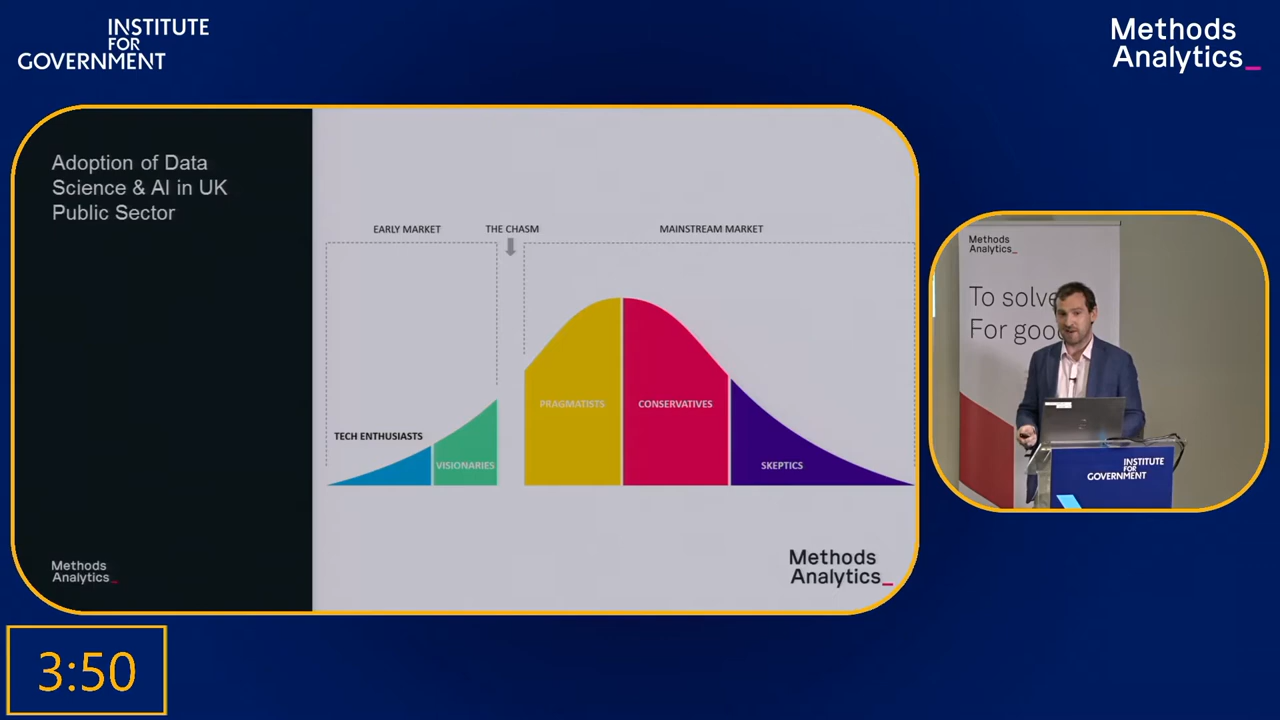 INSTITUTE
FOR
GOVERNMENT
Methods
Analytics_
Adoption of Data
Science & AI in UK
Public Sector
EARLY MARKET
THE CHASM
MAINSTREAM MARKET
TECH ENTHUSIASTS
VISIONARIES
PRAGMATISTS
CONSERVATIVES
SKEPTICS
Methods
Analytics_
Methods
Analytics_
Methods
Analytics_
To solve
For goo
INSTITUTE
FOR
GOVERNMENT
3:50